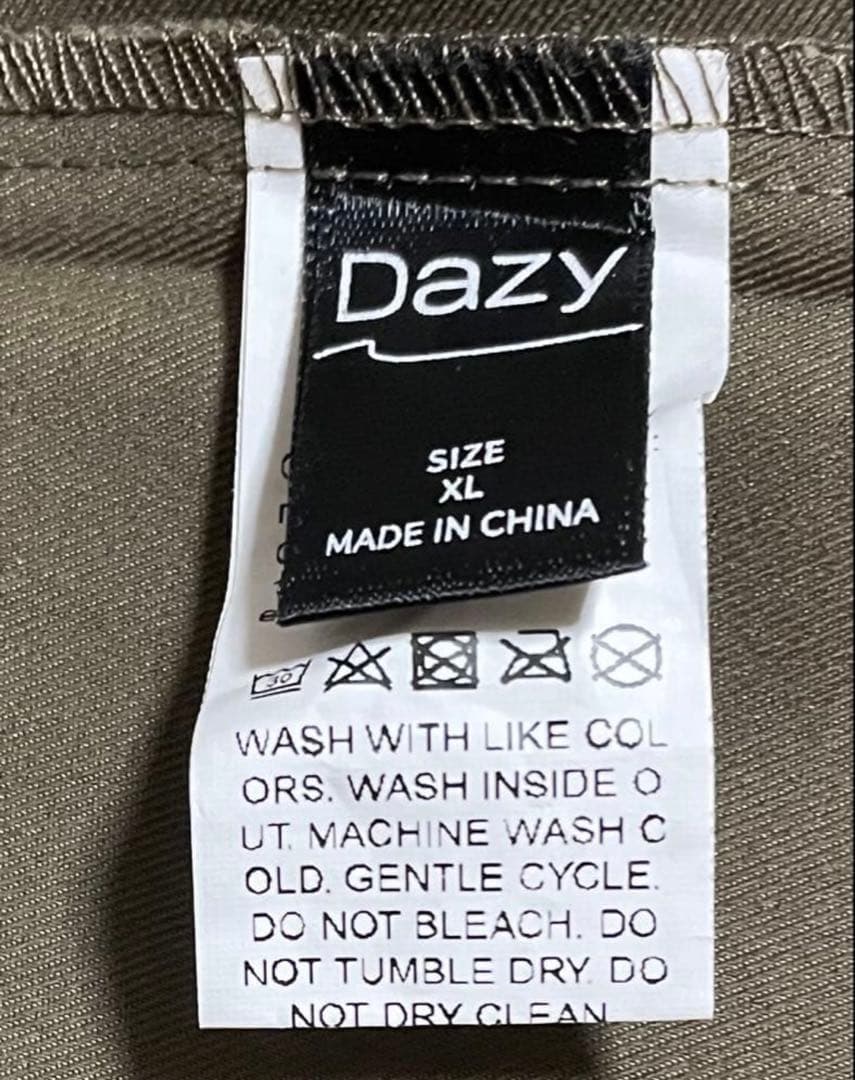 Dazy
SIZE
XL
MADE IN CHINA
30
WASH WITH LIKE COL
ORS. WASH INSIDE O
UT. MACHINE WASH C
OLD. GENTLE CYCLE.
DO NOT BLEACH. DO
NOT TUMBLE DRY. DO
NOT DRY CLEAN